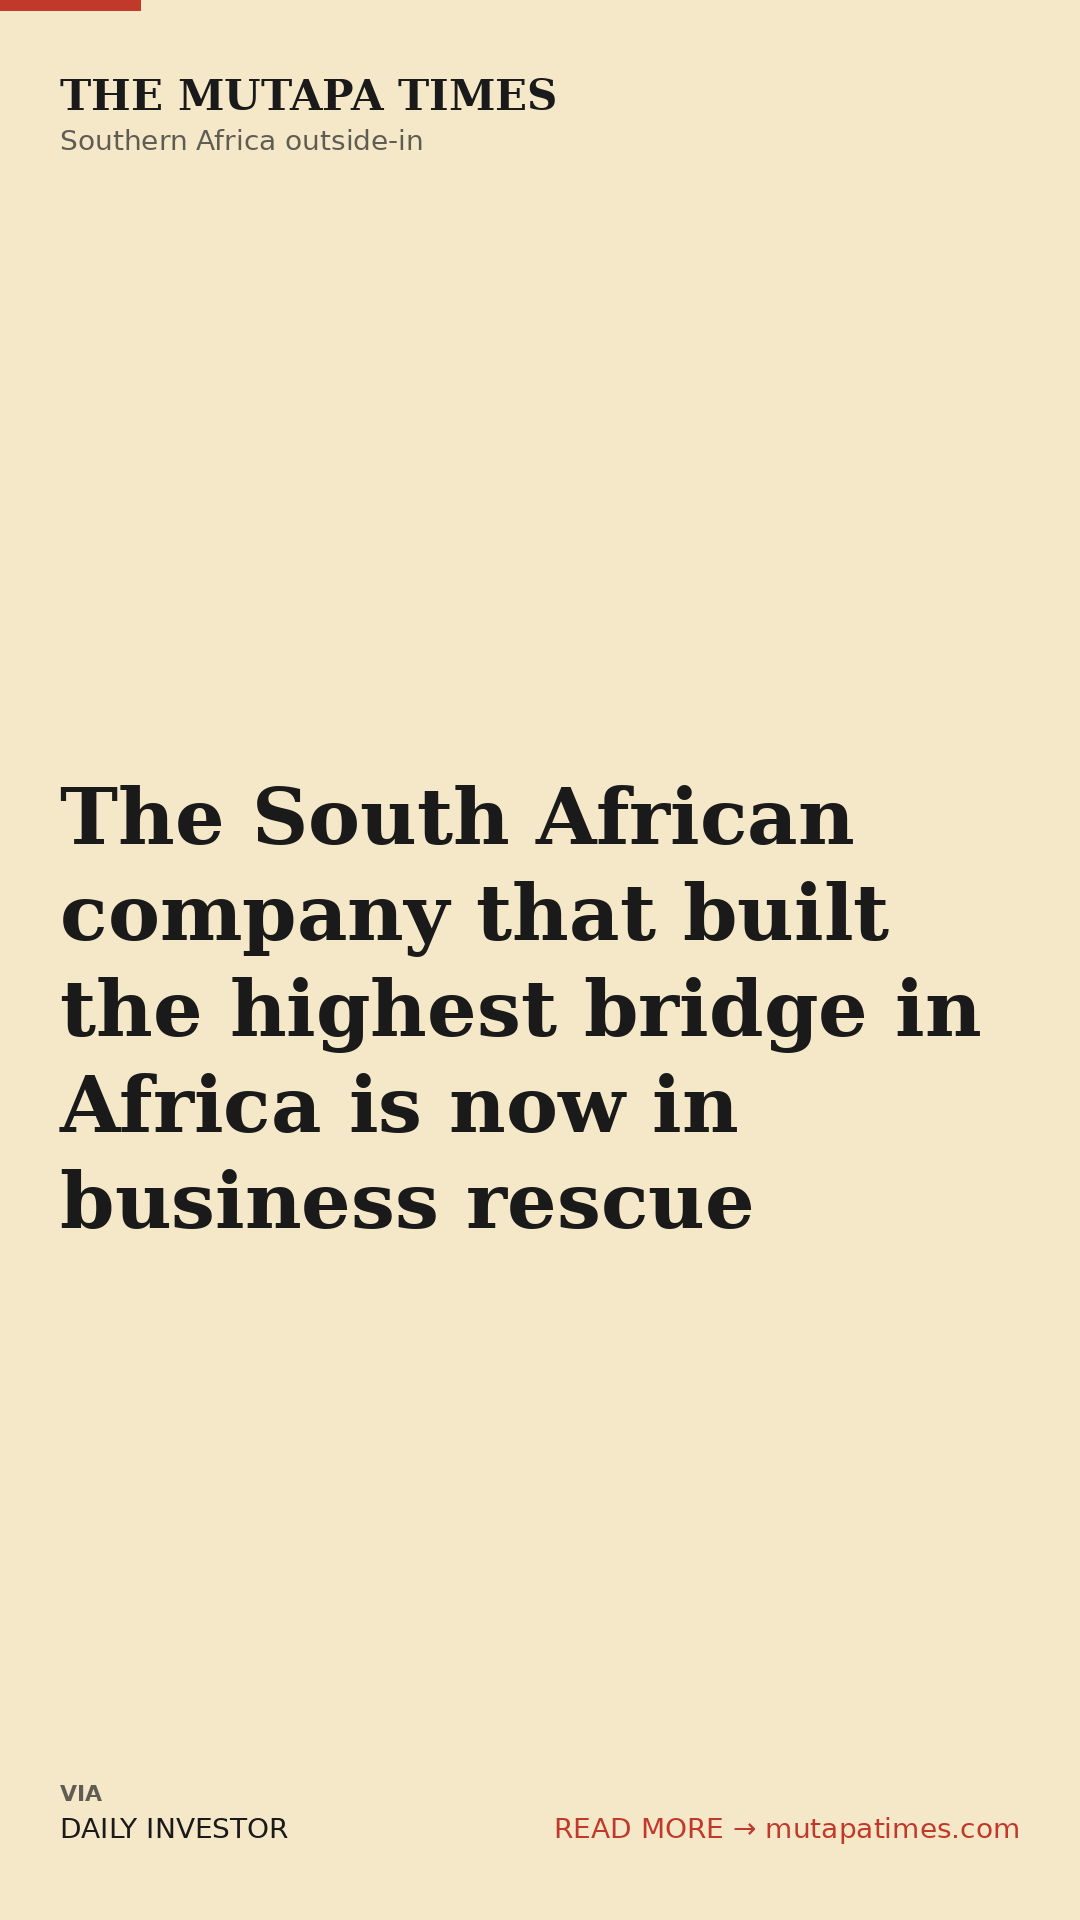 THE MUTAPA TIMES
Southern Africa outside-in
The South African
company that built
the highest bridge in
Africa is now in
business rescue
VIA
DAILY INVESTOR
READ MORE → mutapatimes.com